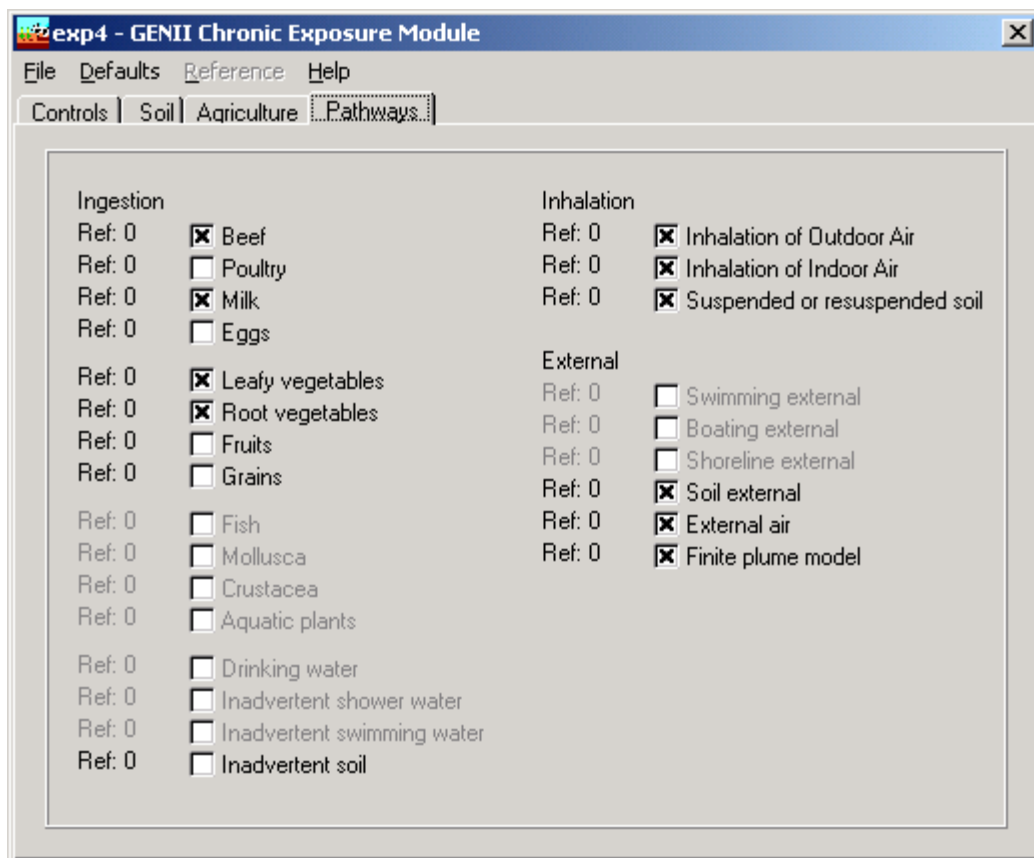 exp4 - GENII Chronic Exposure Module
File Defaults Reference Help
Controls Soil Agriculture Pathways
Ingestion
Ref: 0 Beef
Ref: 0 Poultry
Ref: 0 Milk
Ref: 0 Eggs
Ref: 0 Leafy vegetables
Ref: 0 Root vegetables
Ref: 0 Fruits
Ref: 0 Grains
Ref: 0 Fish
Ref: 0 Mollusca
Ref: 0 Crustacea
Ref: 0 Aquatic plants
Ref: 0 Drinking water
Ref: 0 Inadvertent shower water
Ref: 0 Inadvertent swimming water
Ref: 0 Inadvertent soil
Inhalation
Ref: 0 Inhalation of Outdoor Air
Ref: 0 Inhalation of Indoor Air
Ref: 0 Suspended or resuspended soil
External
Ref: 0 Swimming external
Ref: 0 Boating external
Ref: 0 Shoreline external
Ref: 0 Soil external
Ref: 0 External air
Ref: 0 Finite plume model